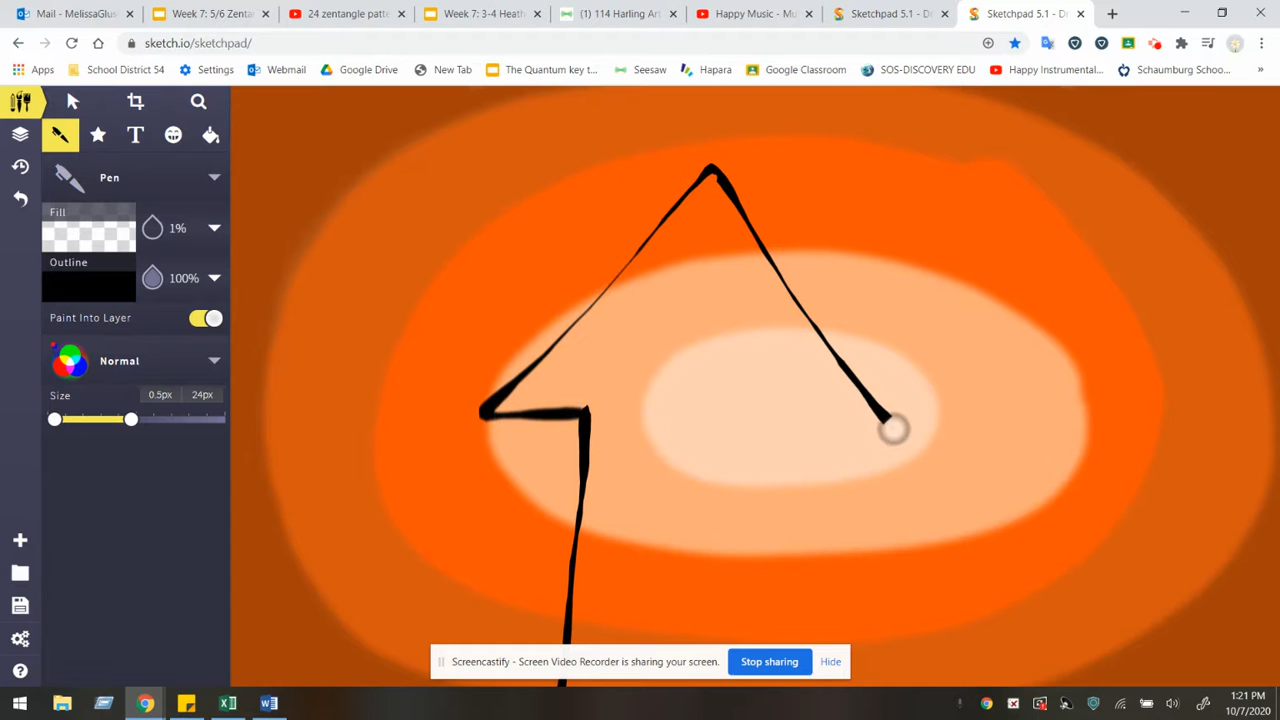 Mail - MelissaGlus
Week 7: 5/6 Zenta
24 zentangle patte
Week 7: 3-4 Heath
(11) 1:14 Harling Ar
Happy Music - Mu
Sketchpad 5.1 - Dr
Sketchpad 5.1 - Dr
sketch.io/sketchpad/
Apps
School District 54
Settings
Webmail
Google Drive
New Tab
The Quantum key t...
Seesaw
Hapara
Google Classroom
SOS-DISCOVERY EDU
Happy Instrumental...
Schaumburg Schoo...
»
T
Pen
Fill
1%
Outline
100%
Paint Into Layer
Normal
Size
0.5px
24px
Screencastify - Screen Video Recorder is sharing your screen.
Stop sharing
Hide
1:21 PM
10/7/2020